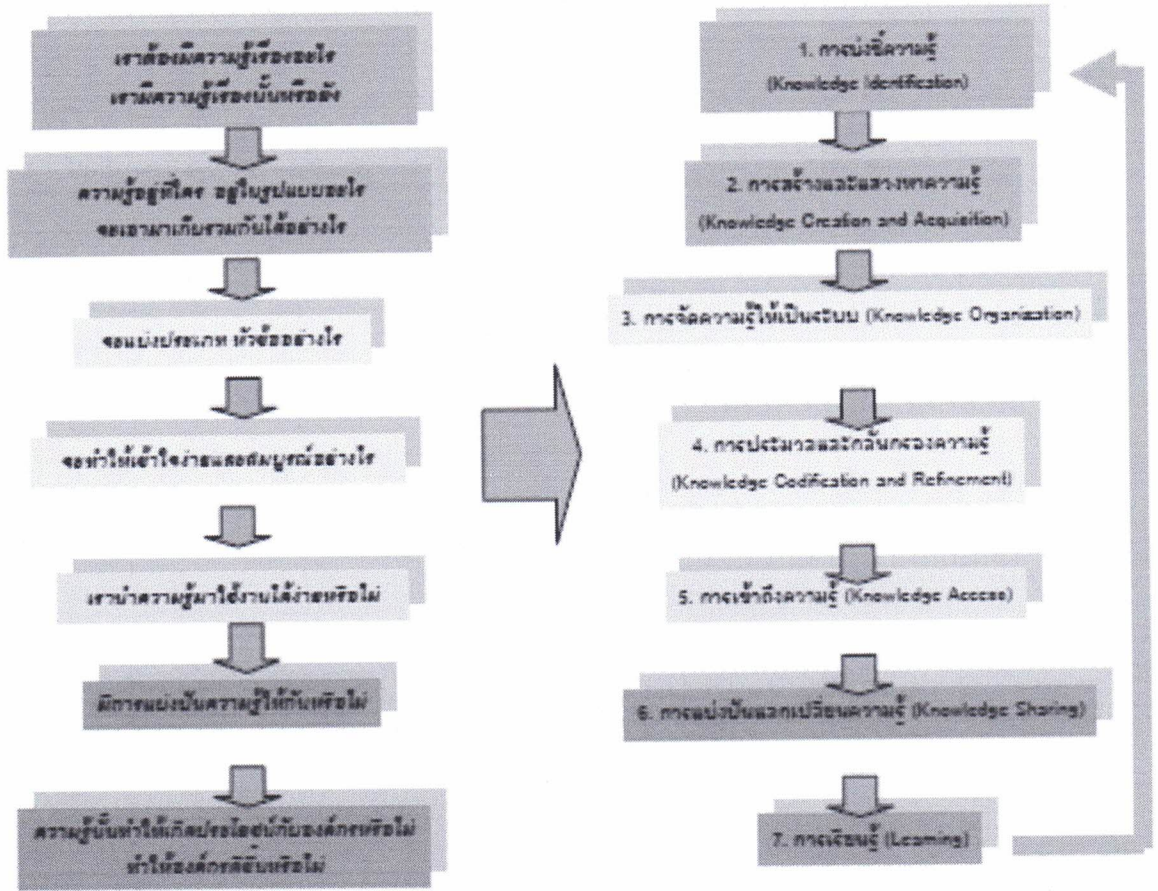 เราต้องมีความรู้เรื่องอะไร
เรามีความรู้เรื่องนั้นหรือยัง
ความรู้อยู่ที่ใคร อยู่ในรูปแบบอะไร
จะเอามาเก็บรวมกันได้อย่างไร
จะแบ่งประเภท หัวข้ออย่างไร
จะทำให้เข้าใจง่ายและสมบูรณ์อย่างไร
เรานำความรู้มาใช้งานได้ง่ายหรือไม่
มีการแบ่งปันความรู้ให้กันหรือไม่
ความรู้นั้นทำให้เกิดประโยชน์กับองค์กรหรือไม่
ทำให้องค์กรดีขึ้นหรือไม่
1. การบ่งชี้ความรู้
(Knowledge Identification)
2. การสร้างและแสวงหาความรู้
(Knowledge Creation and Acquisition)
3. การจัดความรู้ให้เป็นระบบ (Knowledge Organization)
4. การประมวลและกลั่นกรองความรู้
(Knowledge Codification and Refinement)
5. การเข้าถึงความรู้ (Knowledge Access)
6. การแบ่งปันแลกเปลี่ยนความรู้ (Knowledge Sharing)
7. การเรียนรู้ (Learning)